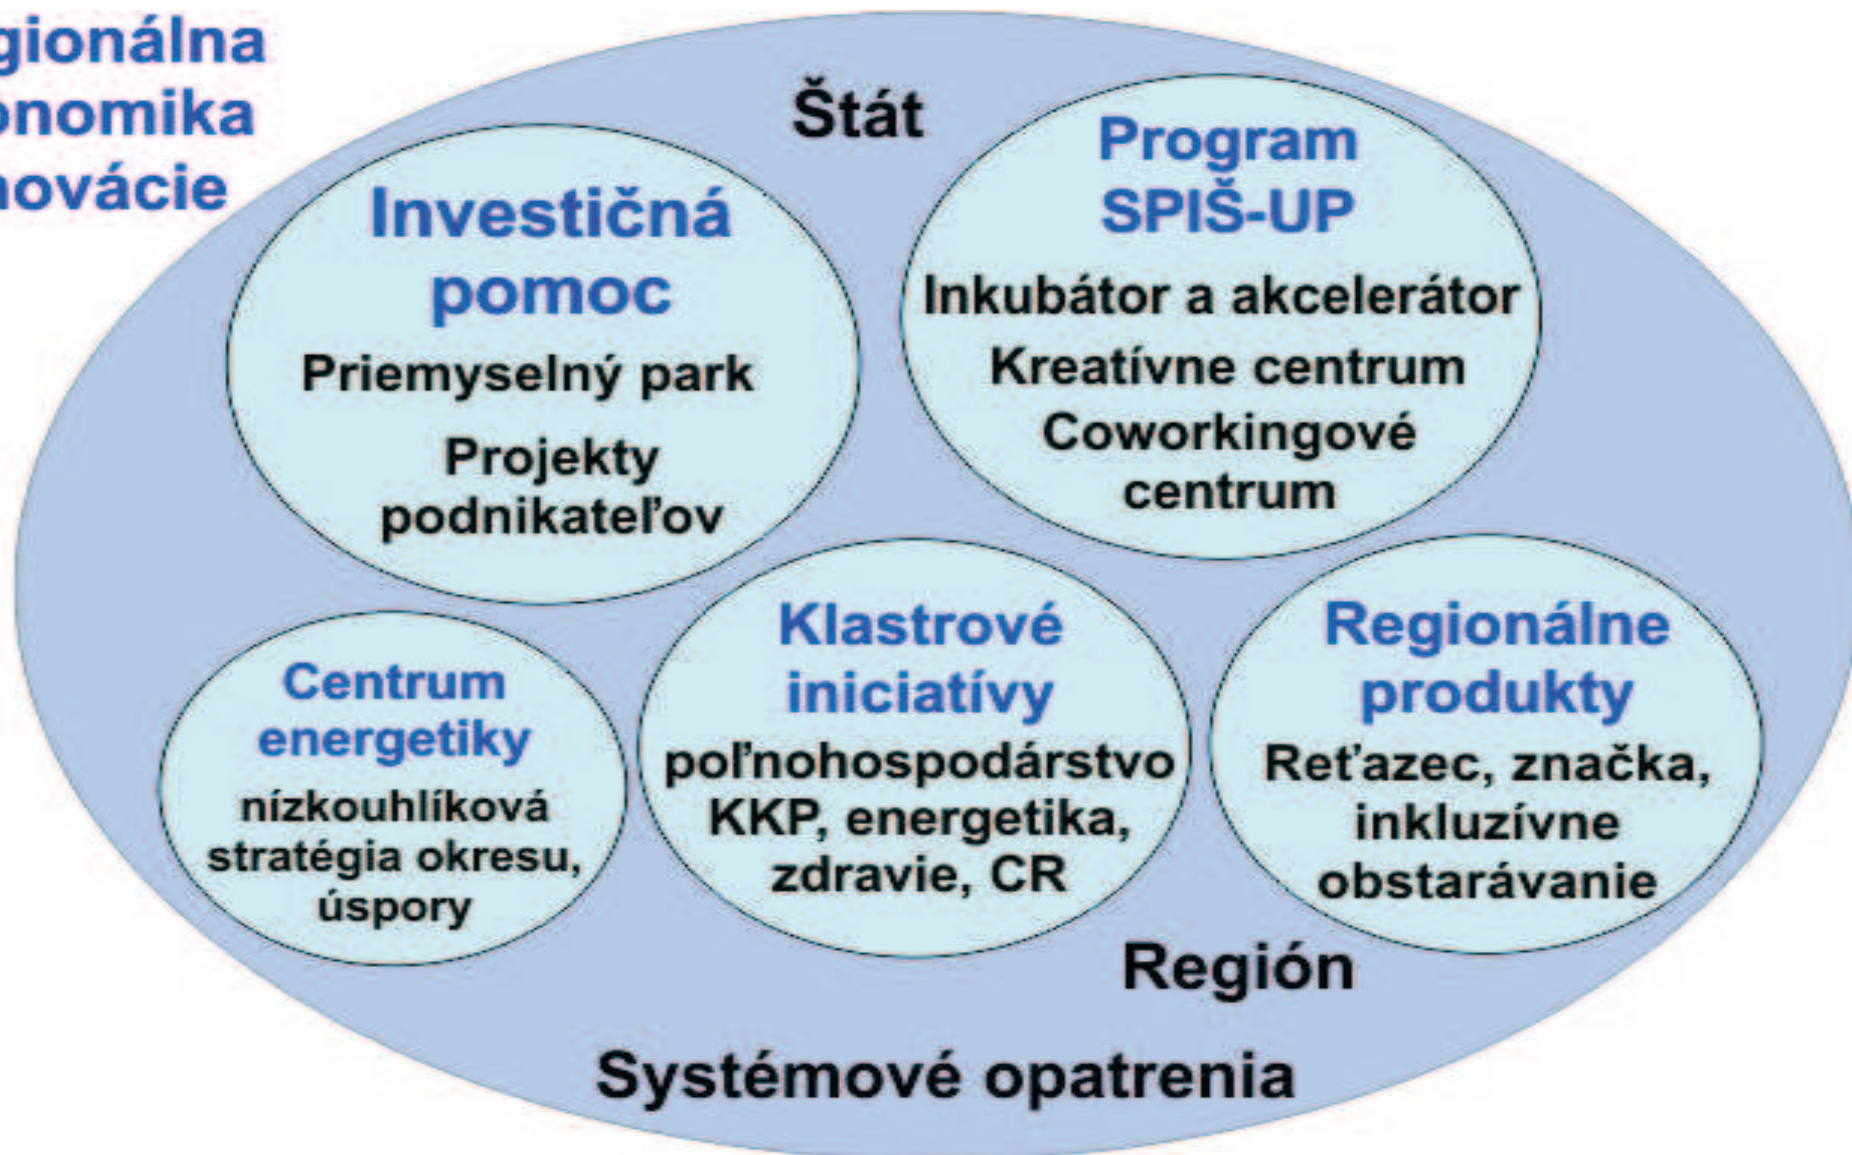 gionálna
onomika
novácie
Štát
Investičná
pomoc
Priemyselný park
Projekty
podnikateľov
Program
SPIŠ-UP
Inkubátor a akcelerátor
Kreatívne centrum
Coworkingové
centrum
Centrum
energetiky
nízkouhlíková
stratégia okresu,
úspory
Klastrové
iniciatívy
poľnohospodárstvo
KKP, energetika,
zdravie, CR
Regionálne
produkty
Reťazec, značka,
inkluzívne
obstarávanie
Región
Systémové opatrenia